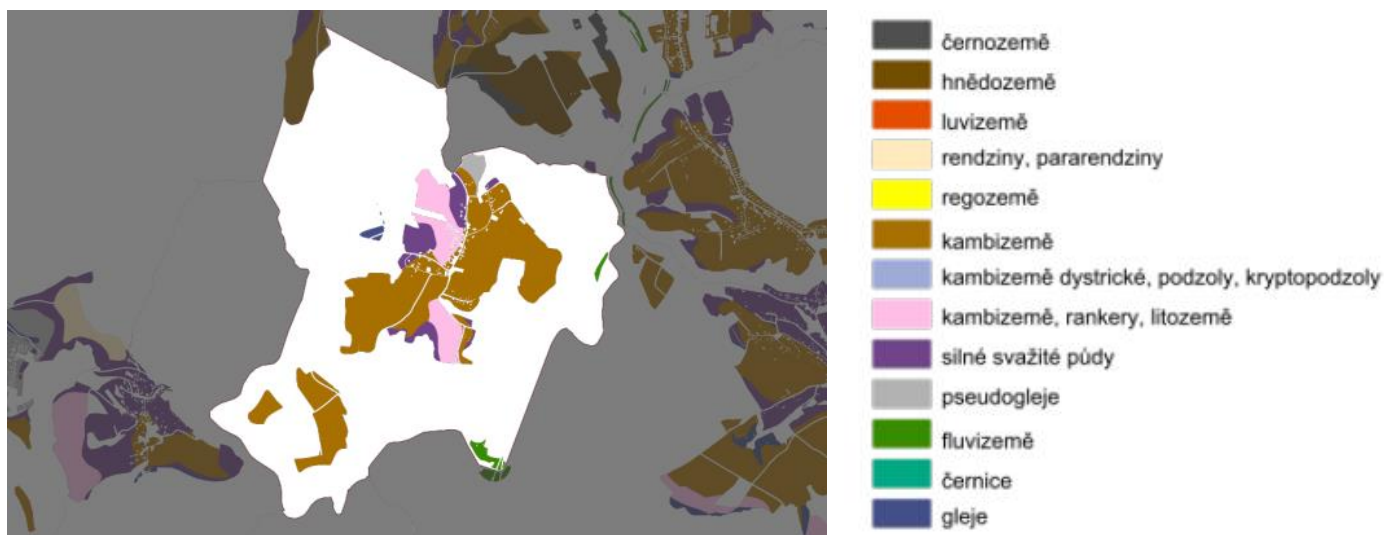 černozemě
hnědozemě
luvizemě
rendziny, pararendziny
regozemě
kambizemě
kambizemě dystrické, podzoly, kryptopodzoly
kambizemě, rankery, litozemě
silné svažité půdy
pseudogleje
fluvizemě
černice
gleje